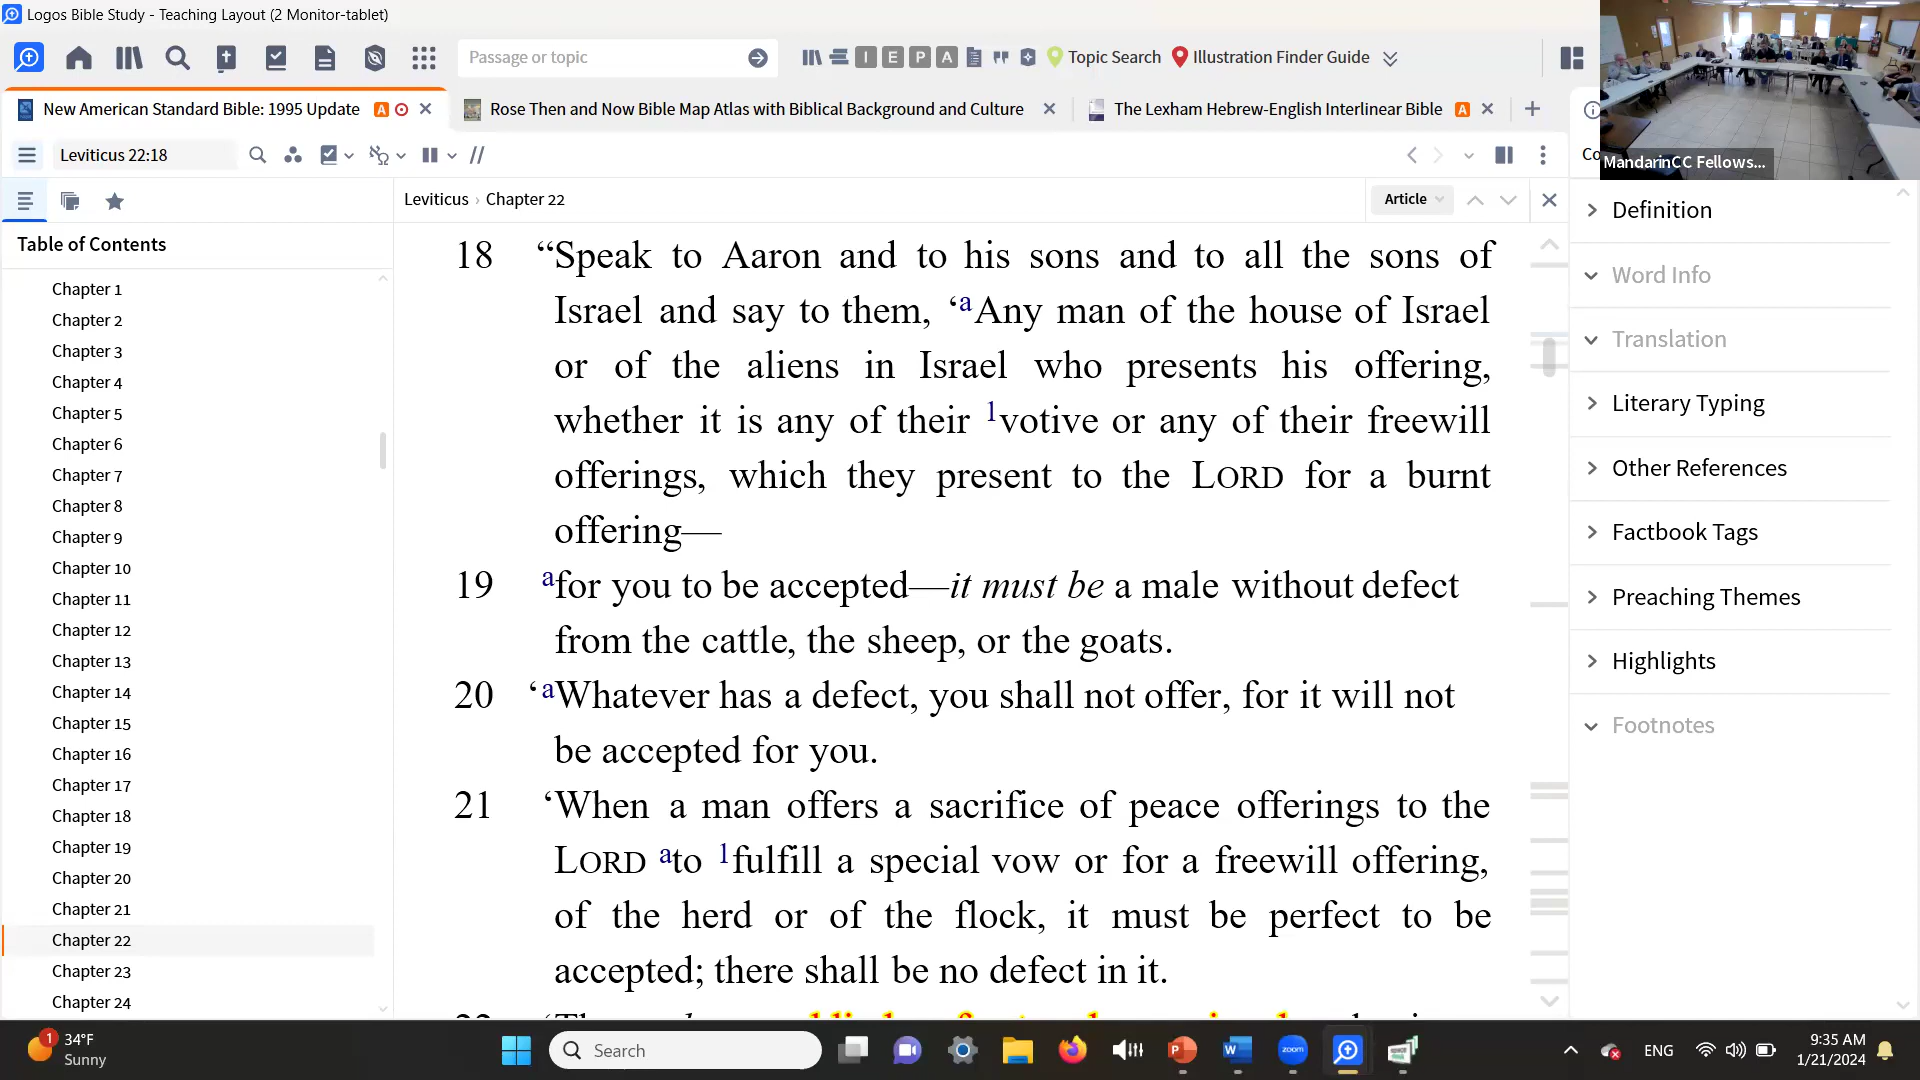 Logos Bible Study - Teaching Layout (2 Monitor-tablet)
Passage or topic
I E P A
Topic Search
Illustration Finder Guide
New American Standard Bible: 1995 Update A
Rose Then and Now Bible Map Atlas with Biblical Background and Culture
The Lexham Hebrew-English Interlinear Bible A
Leviticus 22:18
Co
MandarinCC Fellows...
Leviticus › Chapter 22
Article
Table of Contents
Chapter 1
Chapter 2
Chapter 3
Chapter 4
Chapter 5
Chapter 6
Chapter 7
Chapter 8
Chapter 9
Chapter 10
Chapter 11
Chapter 12
Chapter 13
Chapter 14
Chapter 15
Chapter 16
Chapter 17
Chapter 18
Chapter 19
Chapter 20
Chapter 21
Chapter 22
Chapter 23
Chapter 24
18 “Speak to Aaron and to his sons and to all the sons of
Israel and say to them, ‘aAny man of the house of Israel
or of the aliens in Israel who presents his offering,
whether it is any of their 1votive or any of their freewill
offerings, which they present to the LORD for a burnt
offering—
19 afor you to be accepted—it must be a male without defect
from the cattle, the sheep, or the goats.
20 ‘aWhatever has a defect, you shall not offer, for it will not
be accepted for you.
21 ‘When a man offers a sacrifice of peace offerings to the
LORD ato 1fulfill a special vow or for a freewill offering,
of the herd or of the flock, it must be perfect to be
accepted; there shall be no defect in it.
Definition
Word Info
Translation
Literary Typing
Other References
Factbook Tags
Preaching Themes
Highlights
Footnotes
1
34°F
Sunny
Search
zoom
ENG
9:35 AM
1/21/2024